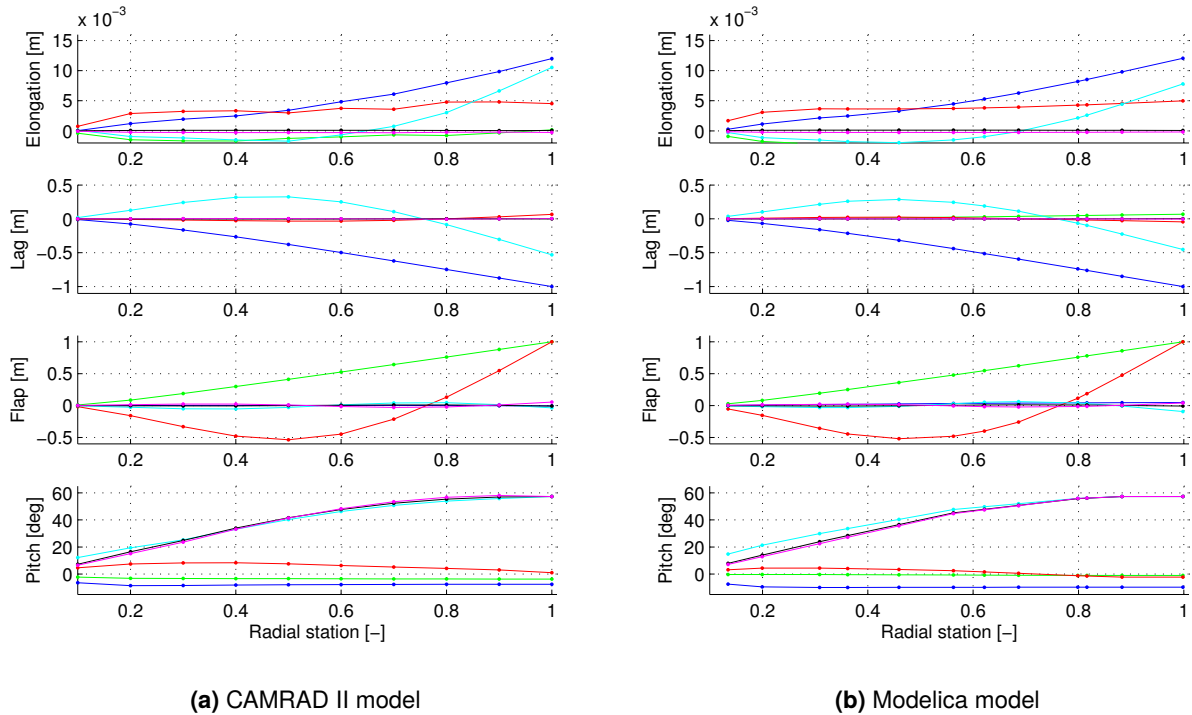 x 10⁻³
15
10
5
0
Elongation [m]
0.2 0.4 0.6 0.8 1
0.5
0
−0.5
−1
Lag [m]
0.2 0.4 0.6 0.8 1
1
0.5
0
−0.5
Flap [m]
0.2 0.4 0.6 0.8 1
60
40
20
0
Pitch [deg]
0.2 0.4 0.6 0.8 1
Radial station [−]
(a) CAMRAD II model
x 10⁻³
15
10
5
0
Elongation [m]
0.2 0.4 0.6 0.8 1
0.5
0
−0.5
−1
Lag [m]
0.2 0.4 0.6 0.8 1
1
0.5
0
−0.5
Flap [m]
0.2 0.4 0.6 0.8 1
60
40
20
0
Pitch [deg]
0.2 0.4 0.6 0.8 1
Radial station [−]
(b) Modelica model